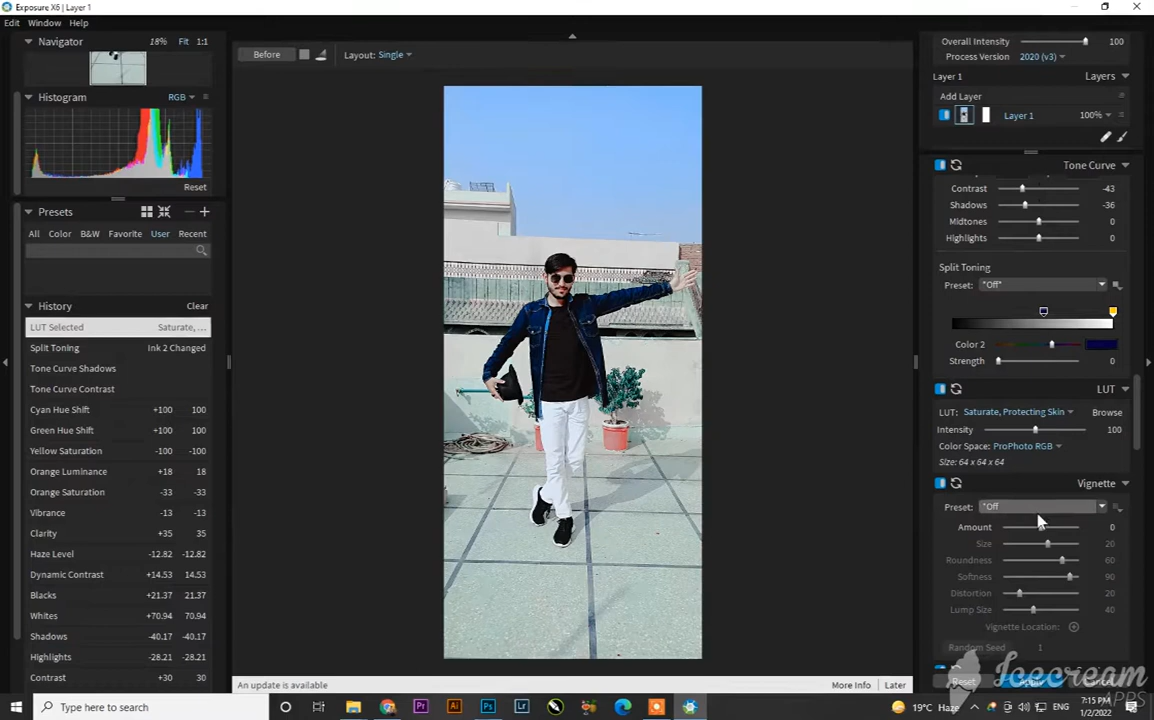 Exposure X6 | Layer 1
Edit Window Help
Navigator 18% Fit 1:1
Histogram RGB
Reset
Presets
All Color B&W Favorite User Recent
History Clear
LUT Selected Saturate, ...
Split Toning Ink 2 Changed
Tone Curve Shadows
Tone Curve Contrast
Cyan Hue Shift +100 100
Green Hue Shift +100 100
Yellow Saturation -100 -100
Orange Luminance +18 18
Orange Saturation -33 -33
Vibrance -13 -13
Clarity +35 35
Haze Level -12.82 -12.82
Dynamic Contrast +14.53 14.53
Blacks +21.37 21.37
Whites +70.94 70.94
Shadows -40.17 -40.17
Highlights -28.21 -28.21
Contrast +30 30
Before Layout: Single
An update is available More Info Later
Overall Intensity 100
Process Version 2020 (v3)
Layer 1 Layers
Add Layer
Layer 1 100%
Tone Curve
Contrast -43
Shadows -36
Midtones 0
Highlights 0
Split Toning
Preset: *Off*
Color 2
Strength 0
LUT
LUT: Saturate, Protecting Skin Browse
Intensity 100
Color Space: ProPhoto RGB
Size: 64 x 64 x 64
Vignette
Preset: *Off
Amount 0
Size 20
Roundness 60
Softness 90
Distortion 20
Lump Size 40
Vignette Location:
Random Seed 1
Reset Apply Cancel
Icecream
APPS
Type here to search
19°C Haze
7:15 PM
1/2/2022